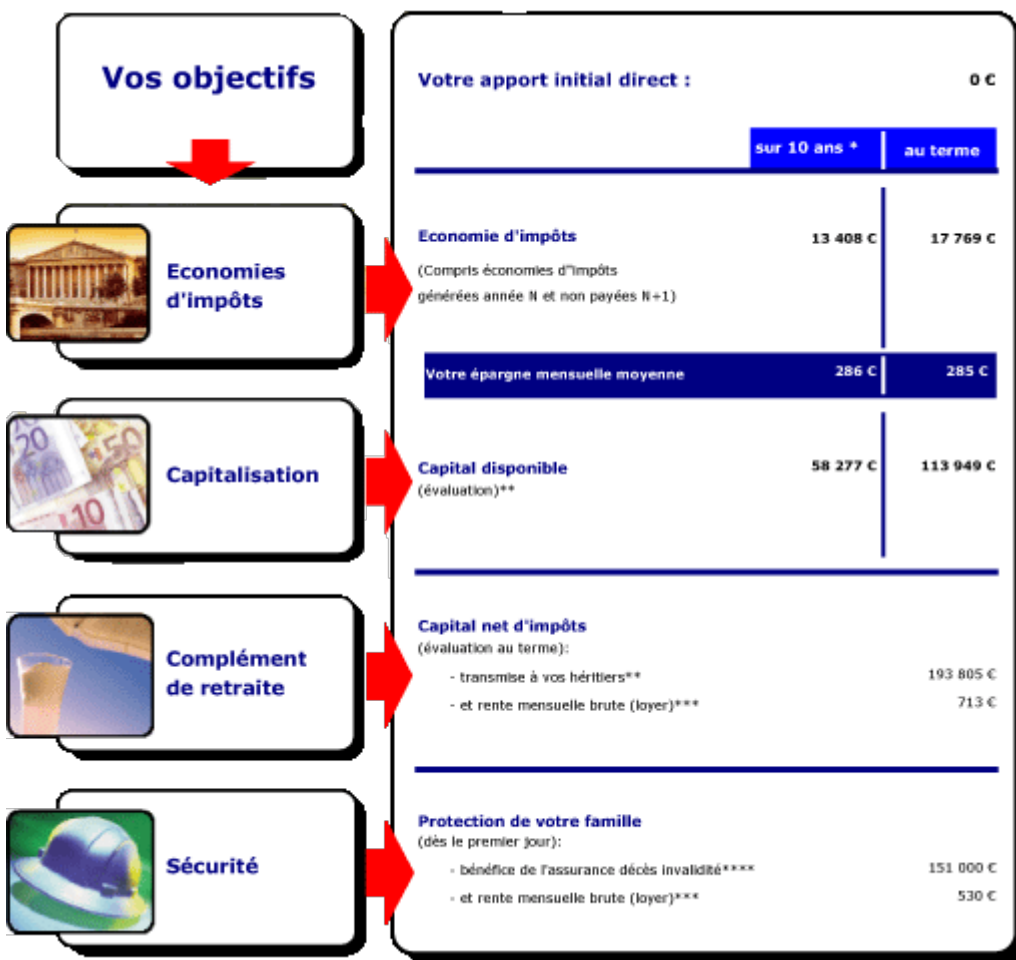 Vos objectifs
Votre apport initial direct : 0 €
sur 10 ans * au terme
Economies
d'impôts
Economie d'impôts 13 408 € 17 769 €
(Compris économies d"impôts
générées année N et non payées N+1)
Votre épargne mensuelle moyenne 286 € 285 €
20
50
10
Capitalisation
Capital disponible 58 277 € 113 949 €
(évaluation)**
Complément
de retraite
Capital net d'impôts
(évaluation au terme):
- transmise à vos héritiers** 193 805 €
- et rente mensuelle brute (loyer)*** 713 €
Sécurité
Protection de votre famille
(dès le premier jour):
- bénéfice de l'assurance décès invalidité**** 151 000 €
- et rente mensuelle brute (loyer)*** 530 €